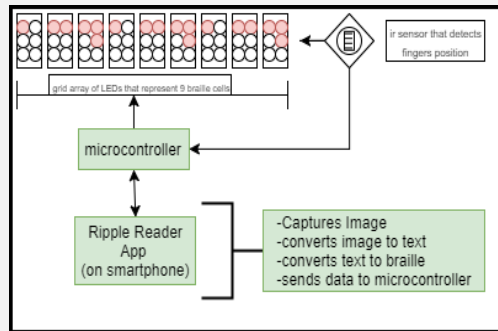 ir sensor that detects
fingers position
grid array of LEDs that represent 9 braille cells
microcontroller
Ripple Reader
App
(on smartphone)
-Captures Image
-converts image to text
-converts text to braille
-sends data to microcontroller